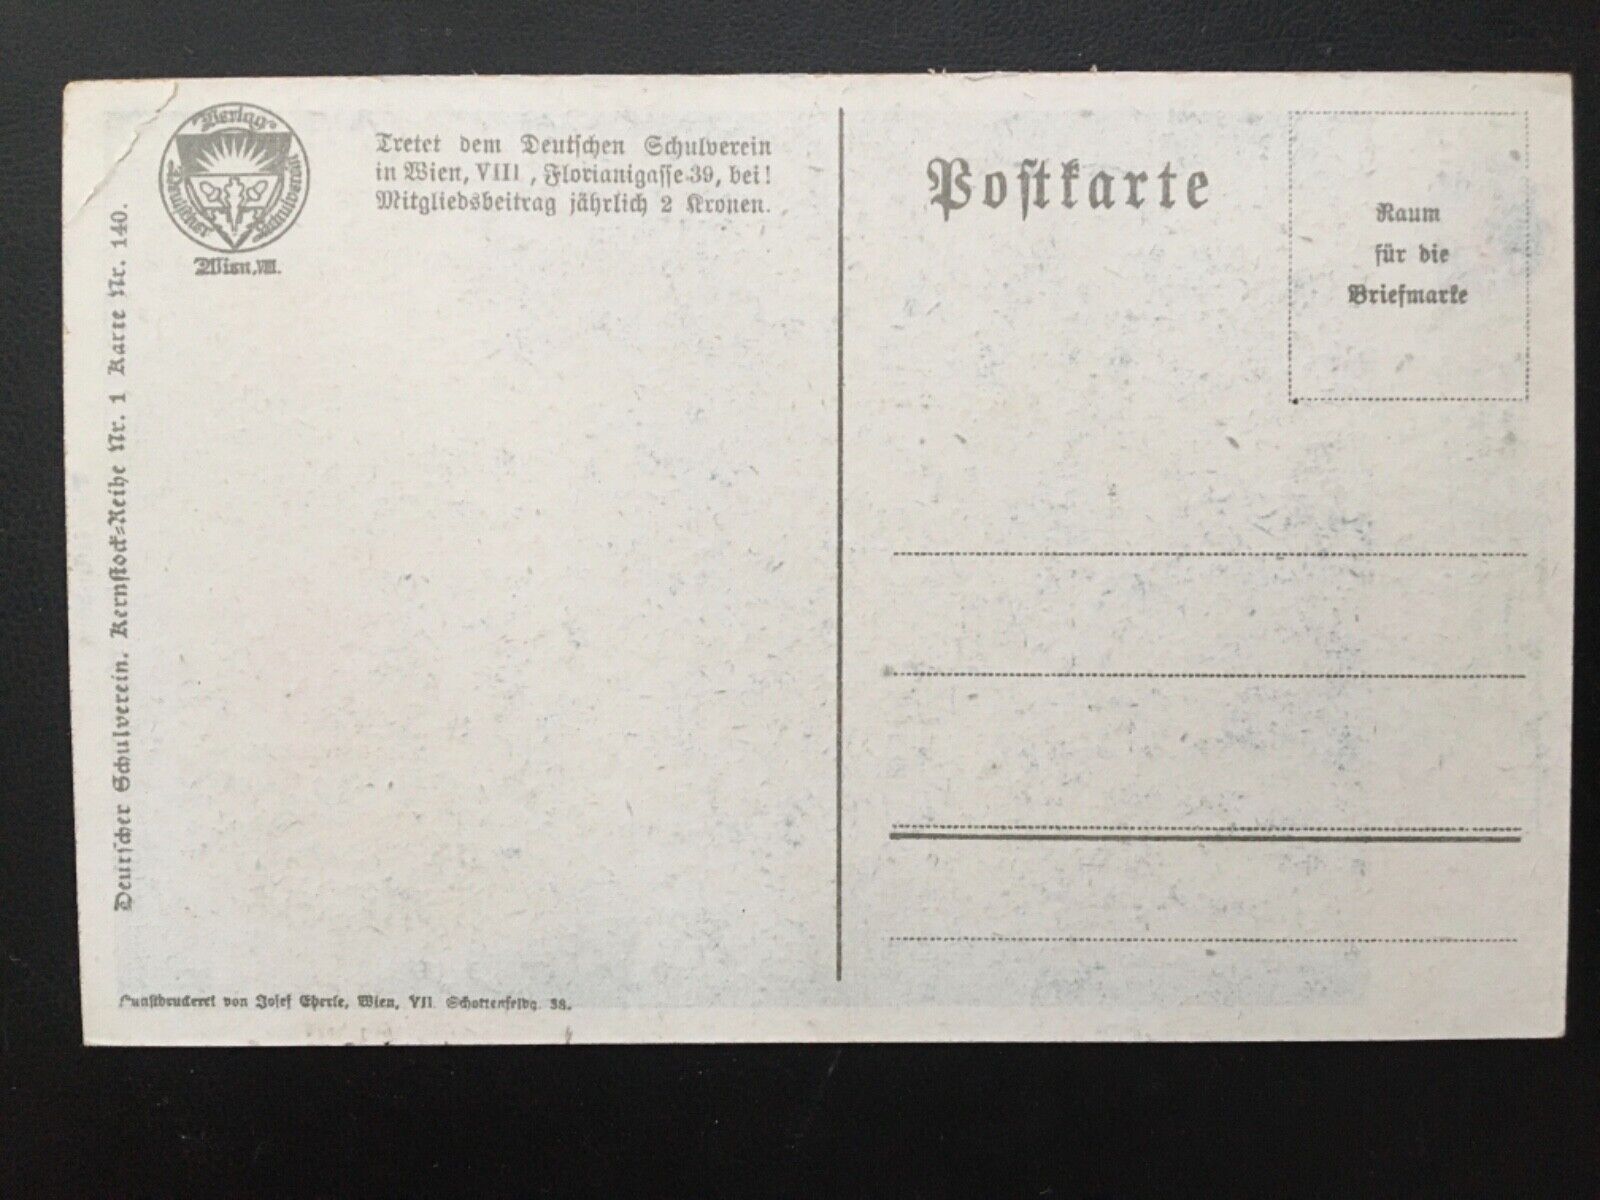 Verlag
Deutscher Schulverein
Wien, VIII.
Tretet dem Deutschen Schulverein
in Wien, VIII, Florianigasse 39, bei!
Mitgliedsbeitrag jährlich 2 Kronen.
Postkarte
Raum
für die
Briefmarke
Deutscher Schulverein. Kernstock=Reihe Nr. 1 Karte Nr. 140.
Kunstdruckerei von Josef Eberle, Wien, VII. Schottenfeldg. 38.